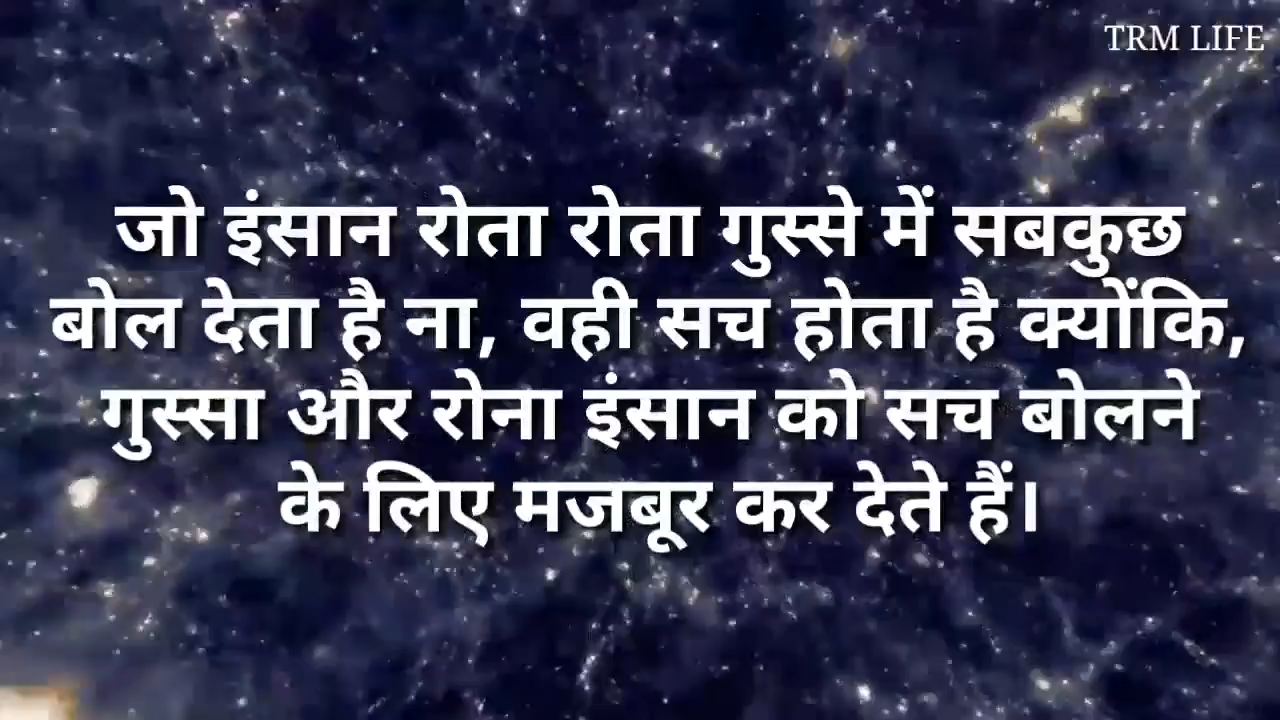 TRM LIFE
जो इंसान रोता रोता गुस्से में सबकुछ
बोल देता है ना, वही सच होता है क्योंकि,
गुस्सा और रोना इंसान को सच बोलने
के लिए मजबूर कर देते हैं।